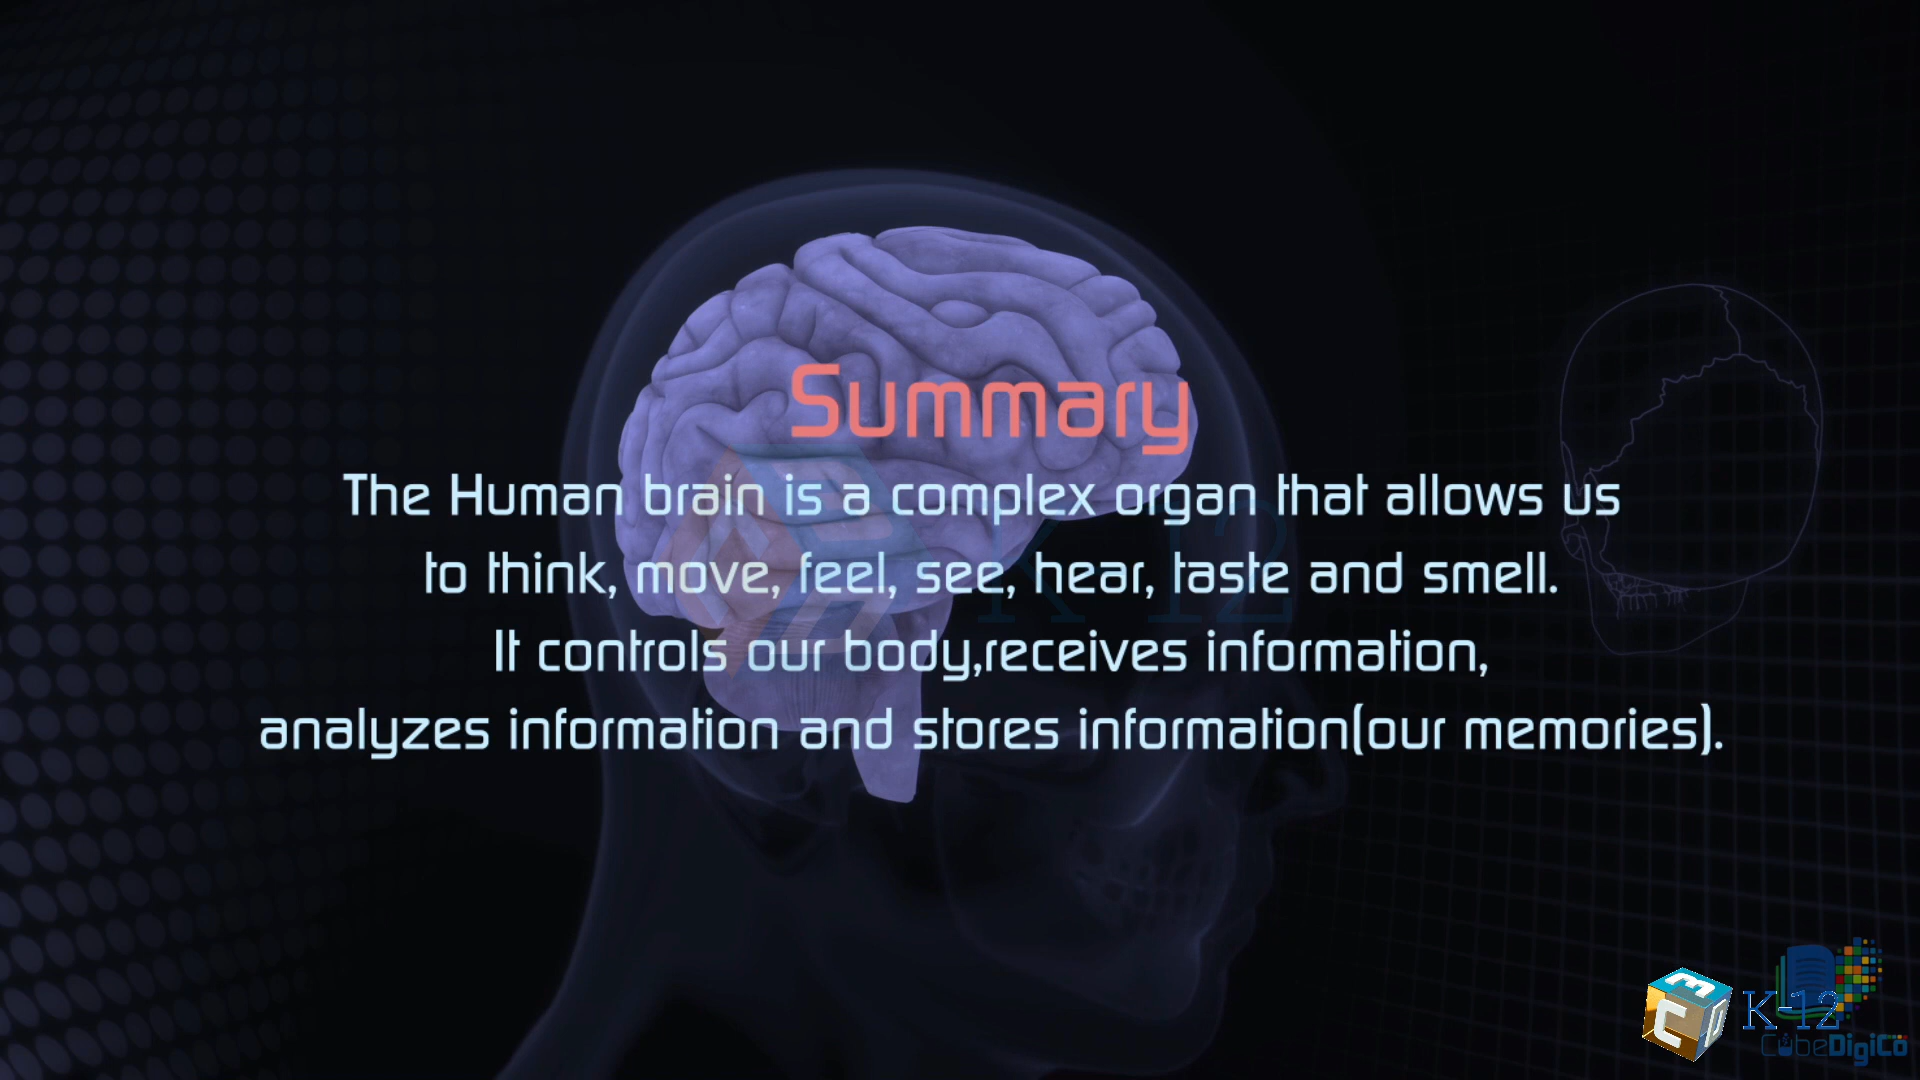 Summary
The Human brain is a complex organ that allows us
to think, move, feel, see, hear, taste and smell.
It controls our body,receives information,
analyzes information and stores information(our memories).
K-12
K-12
CubeDigiCo